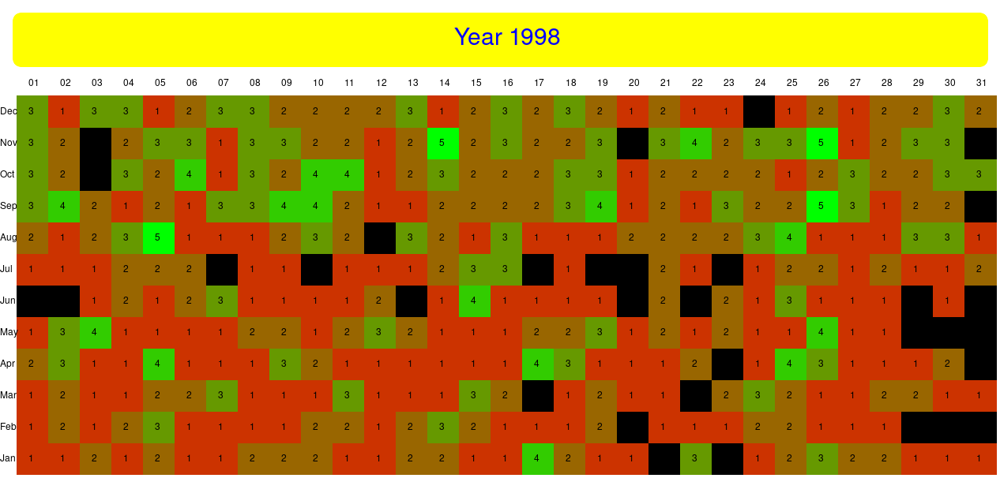 Year 1998
01 02 03 04 05 06 07 08 09 10 11 12 13 14 15 16 17 18 19 20 21 22 23 24 25 26 27 28 29 30 31
Dec 3 1 3 3 1 2 3 3 2 2 2 2 3 1 2 3 2 3 2 1 2 1 1 1 2 1 2 2 3 2
Nov 3 2 2 3 3 1 3 3 2 2 1 2 5 2 3 2 2 3 3 4 2 3 3 5 1 2 3 3
Oct 3 2 3 2 4 1 3 2 4 4 1 2 3 2 2 2 3 3 1 2 2 2 2 1 2 3 2 2 3 3
Sep 3 4 2 1 2 1 3 3 4 4 2 1 1 2 2 2 2 3 4 1 2 1 3 2 2 5 3 1 2 2
Aug 2 1 2 3 5 1 1 1 2 3 2 3 2 1 3 1 1 1 2 2 2 2 3 4 1 1 1 3 3 1
Jul 1 1 1 2 2 2 1 1 1 1 1 2 3 3 1 2 1 1 2 2 1 2 1 1 2
Jun 1 2 1 2 3 1 1 1 1 2 1 4 1 1 1 1 2 2 1 3 1 1 1 1
May 1 3 4 1 1 1 1 2 2 1 2 3 2 1 1 1 2 2 3 1 2 1 2 1 1 4 1 1
Apr 2 3 1 1 4 1 1 1 3 2 1 1 1 1 1 1 4 3 1 1 1 2 1 4 3 1 1 1 2
Mar 1 2 1 1 2 2 3 1 1 1 3 1 1 1 3 2 1 2 1 1 2 3 2 1 1 2 2 1 1
Feb 1 2 1 2 3 1 1 1 1 2 2 1 2 3 2 1 1 1 2 1 1 1 2 2 1 1 1
Jan 1 1 2 1 2 1 1 2 2 2 1 1 2 2 1 1 4 2 1 1 3 1 2 3 2 2 1 1 1